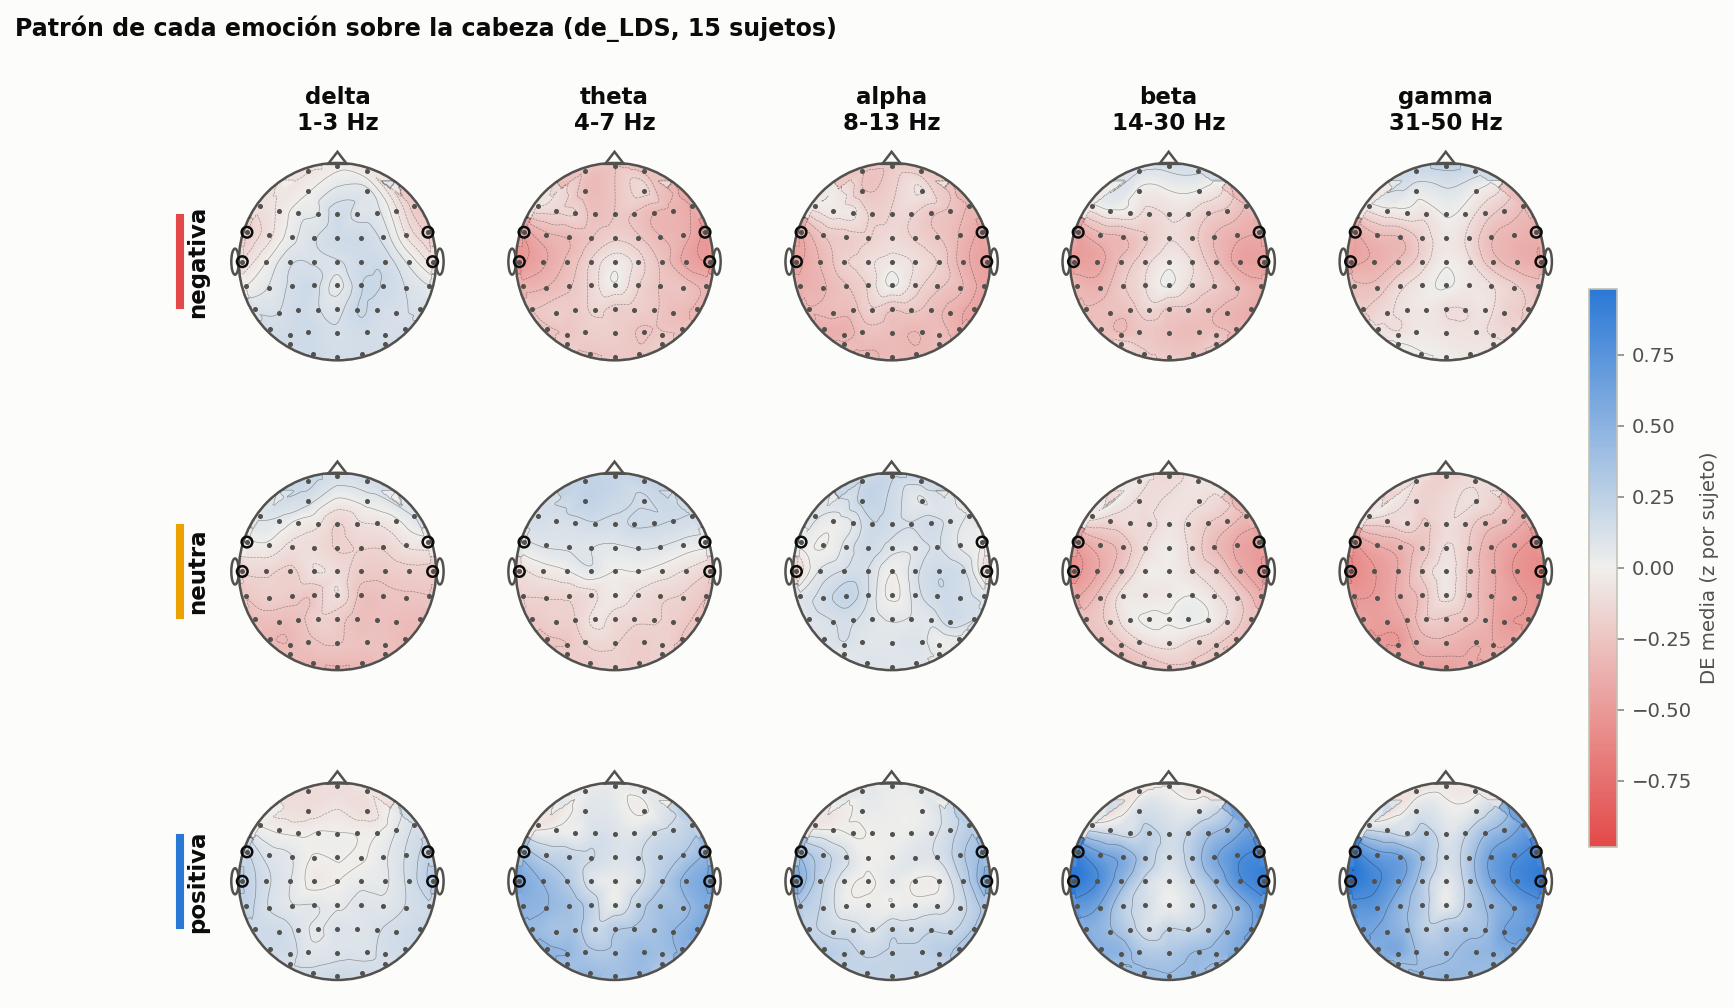 Patrón de cada emoción sobre la cabeza (de_LDS, 15 sujetos)
delta
1-3 Hz
theta
4-7 Hz
alpha
8-13 Hz
beta
14-30 Hz
gamma
31-50 Hz
negativa
neutra
positiva
0.75
0.50
0.25
0.00
−0.25
−0.50
−0.75
DE media (z por sujeto)